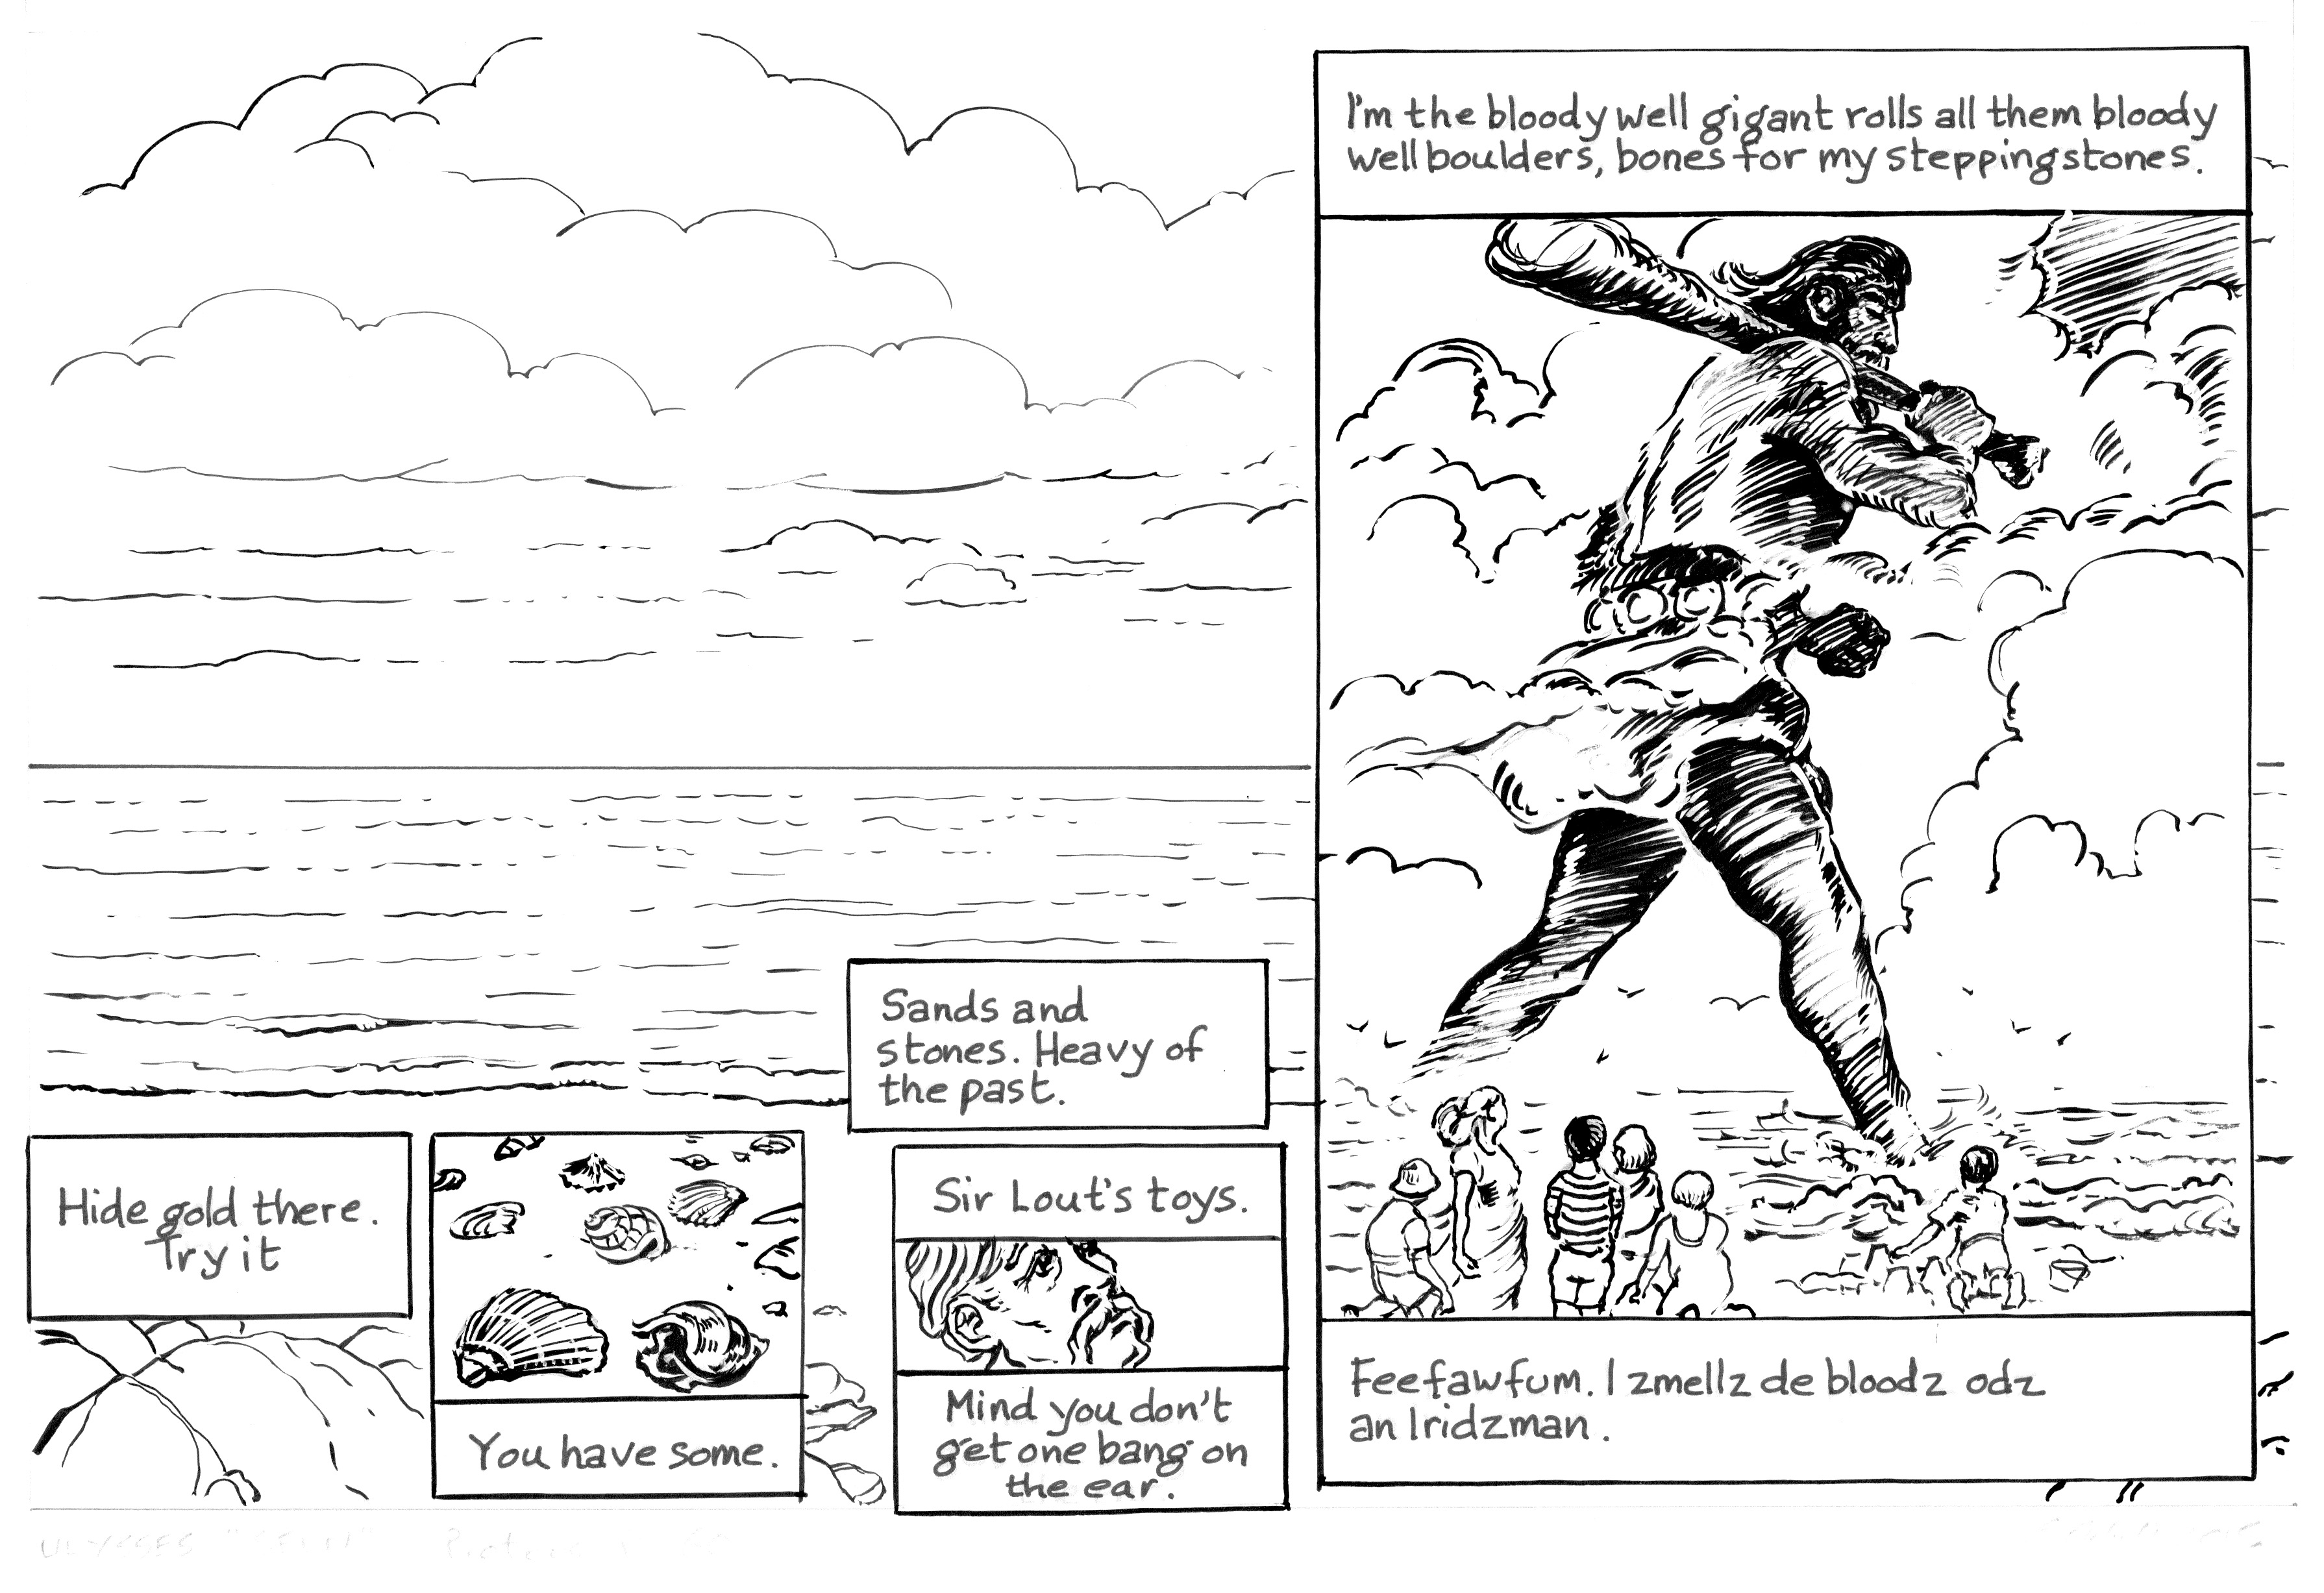 Hide gold there.
Try it
You have some.
Sands and
stones. Heavy of
the past.
Sir Lout's toys.
Mind you don't
get one bang on
the ear.
I'm the bloody well gigant rolls all them bloody
well boulders, bones for my steppingstones.
Feefawfum. I zmellz de bloodz odz
an Iridzman.
ULYSSES